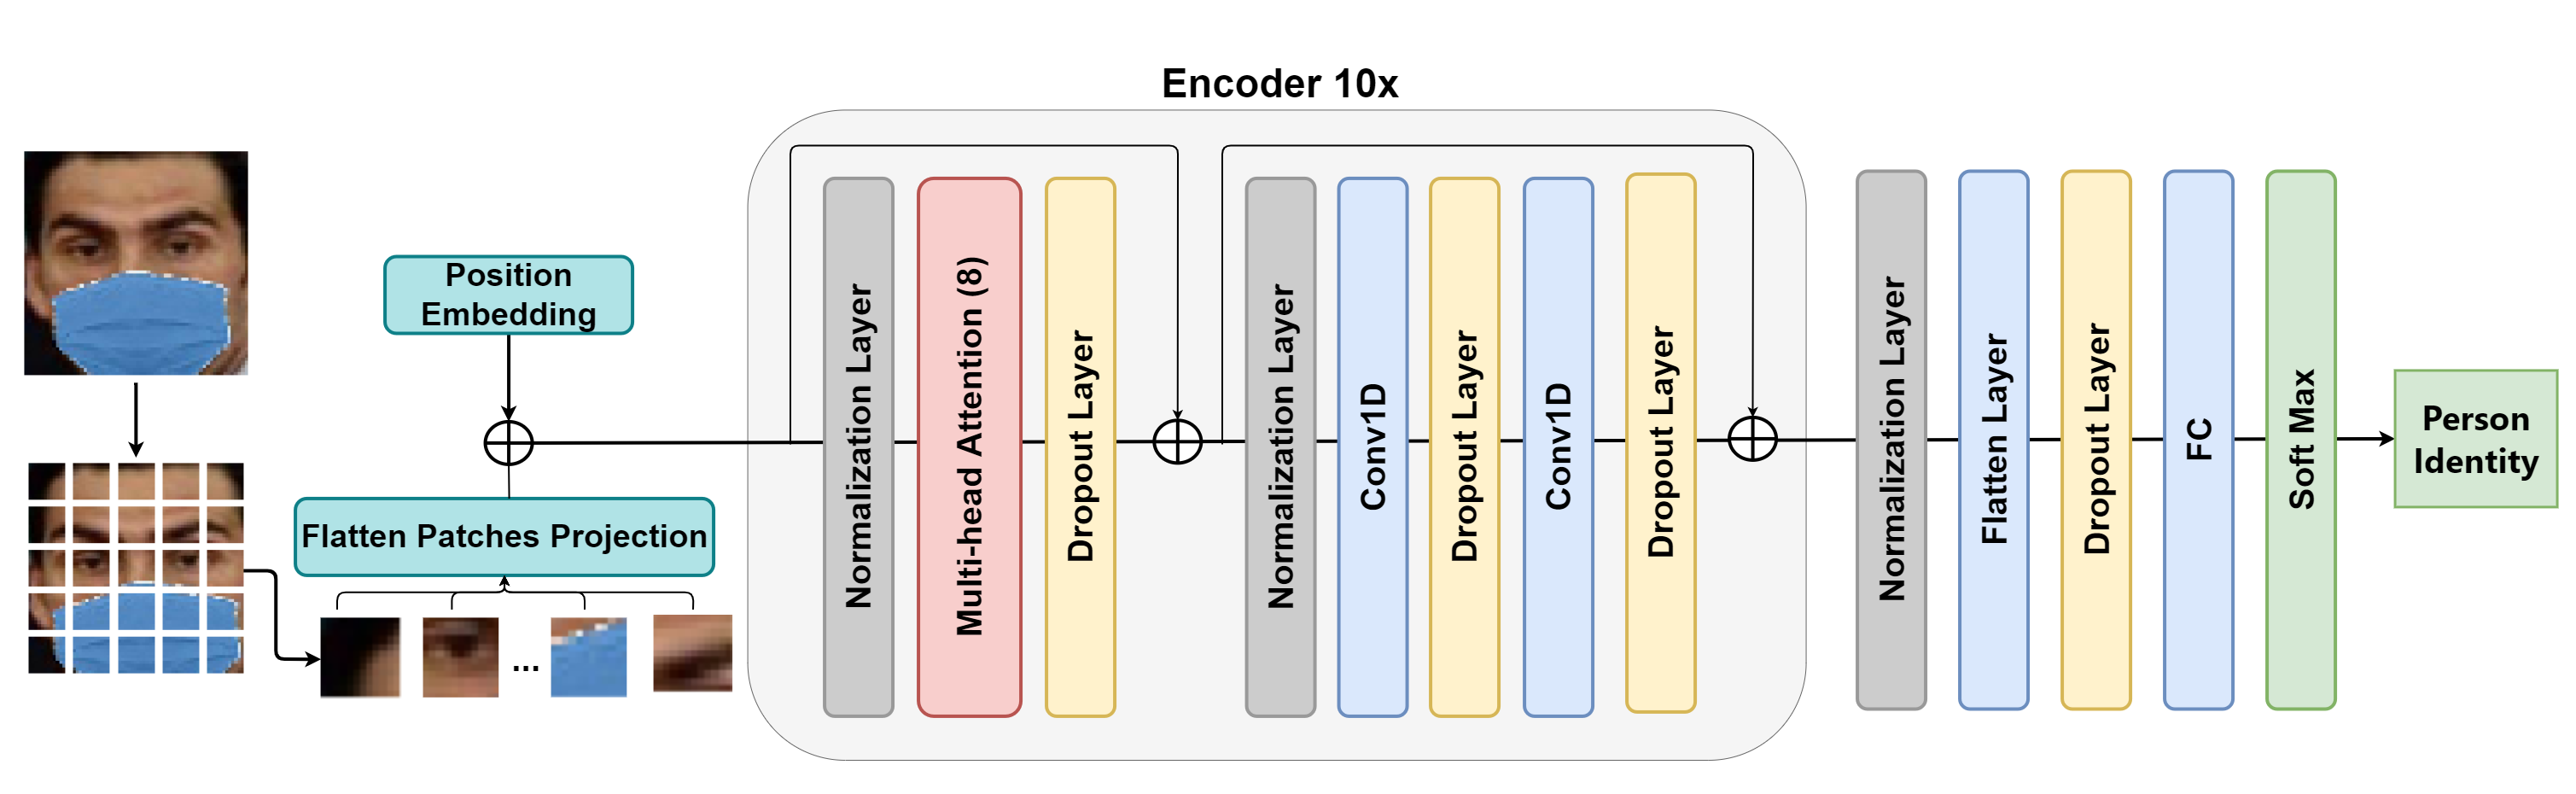 Encoder 10x
Position
Embedding
Flatten Patches Projection
...
Normalization Layer
Multi-head Attention (8)
Dropout Layer
Normalization Layer
Conv1D
Dropout Layer
Conv1D
Dropout Layer
Normalization Layer
Flatten Layer
Dropout Layer
FC
Soft Max
Person
Identity